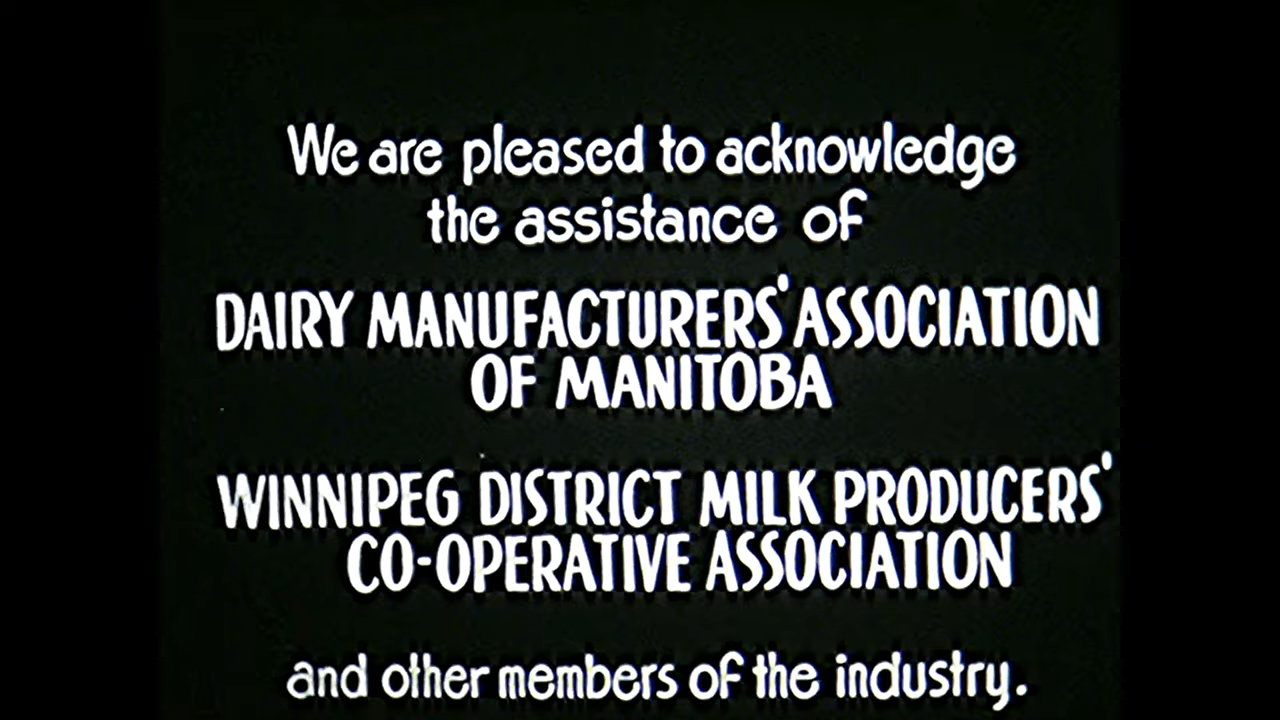 We are pleased to acknowledge
the assistance of
DAIRY MANUFACTURERS' ASSOCIATION
OF MANITOBA
WINNIPEG DISTRICT MILK PRODUCERS'
CO-OPERATIVE ASSOCIATION
and other members of the industry.